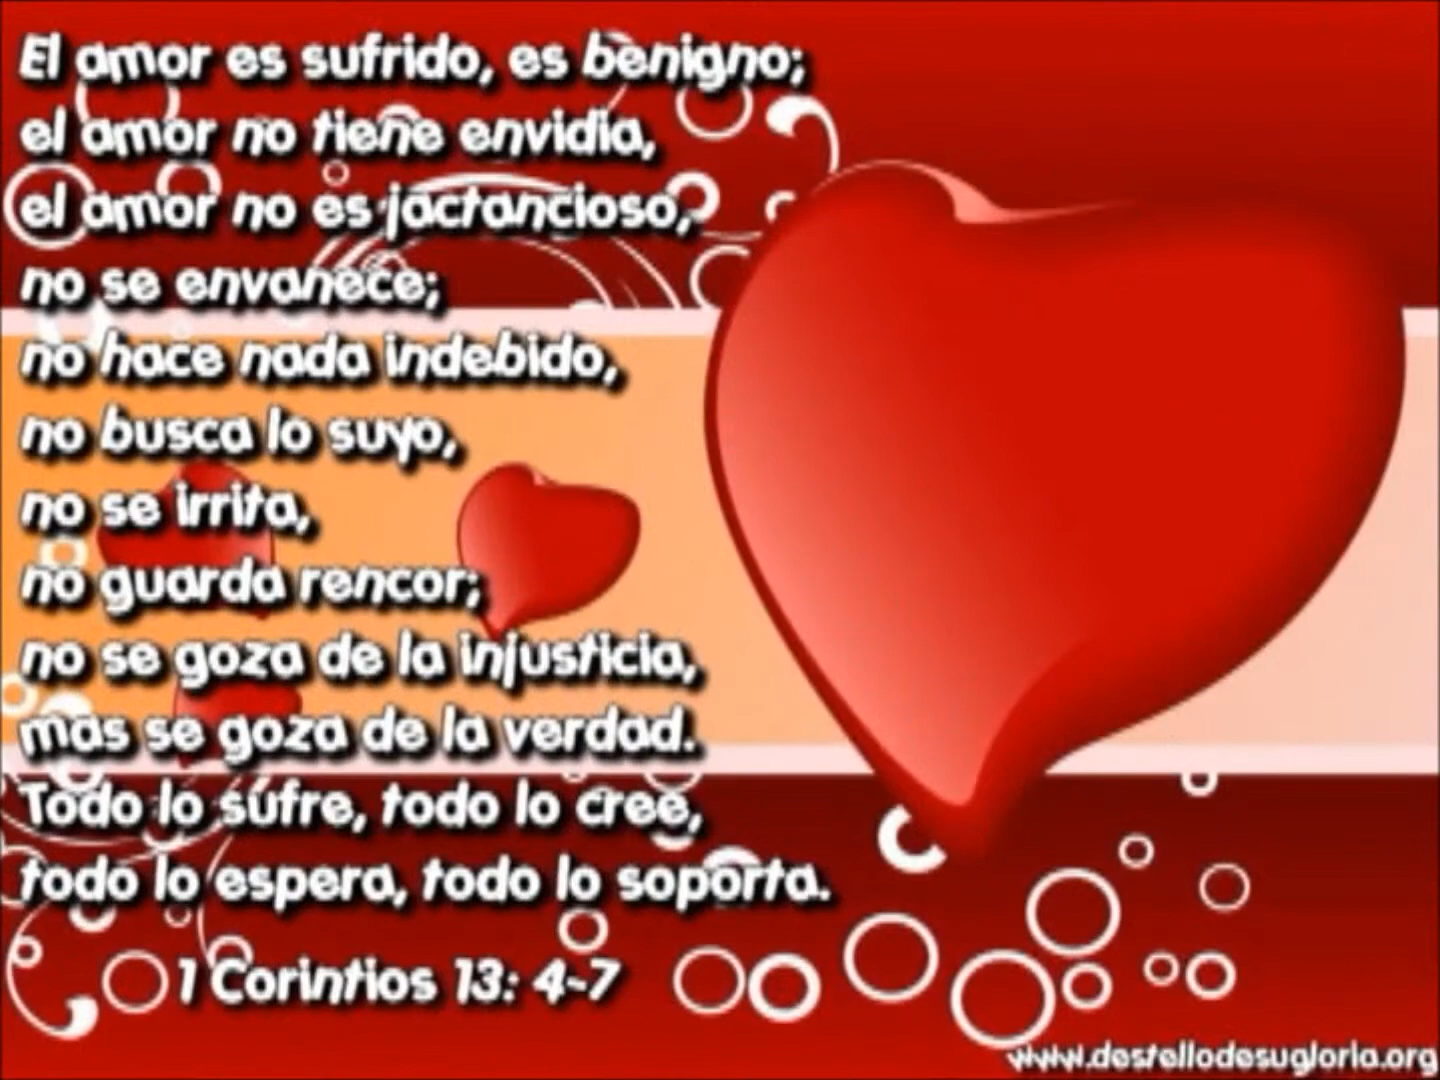 El amor es sufrido, es benigno;
el amor no tiene envidia,
el amor no es jactancioso,
no se envanece;
no hace nada indebido,
no busca lo suyo,
no se irrita,
no guarda rencor;
no se goza de la injusticia,
mas se goza de la verdad.
Todo lo sufre, todo lo cree,
todo lo espera, todo lo soporta.
1 Corintios 13: 4-7
www.destellodesugloria.org